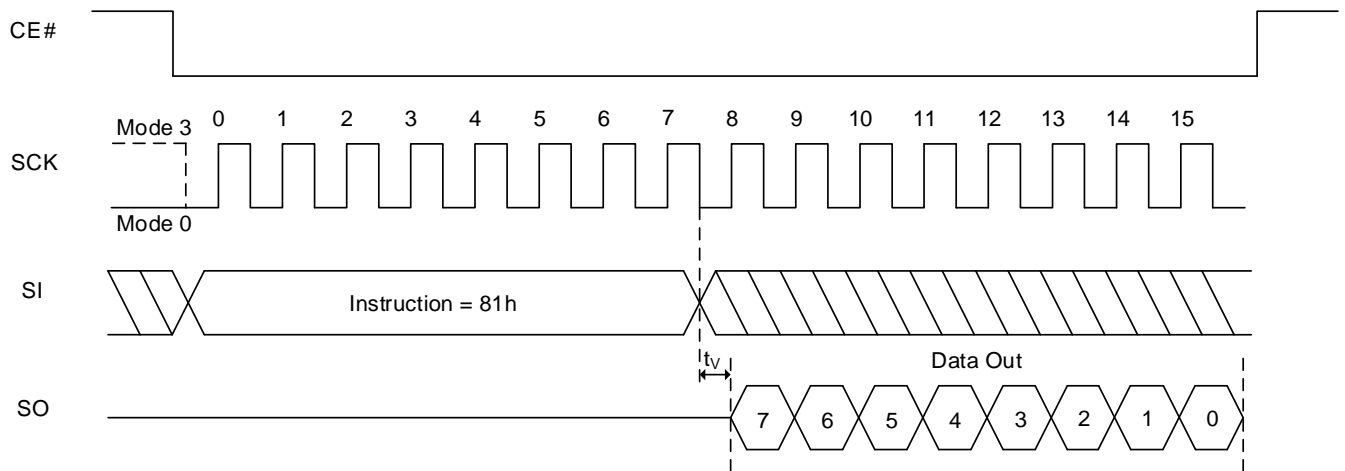 CE#
Mode 3 0 1 2 3 4 5 6 7 8 9 10 11 12 13 14 15
SCK
Mode 0
SI
Instruction = 81h
tV Data Out
SO
7 6 5 4 3 2 1 0